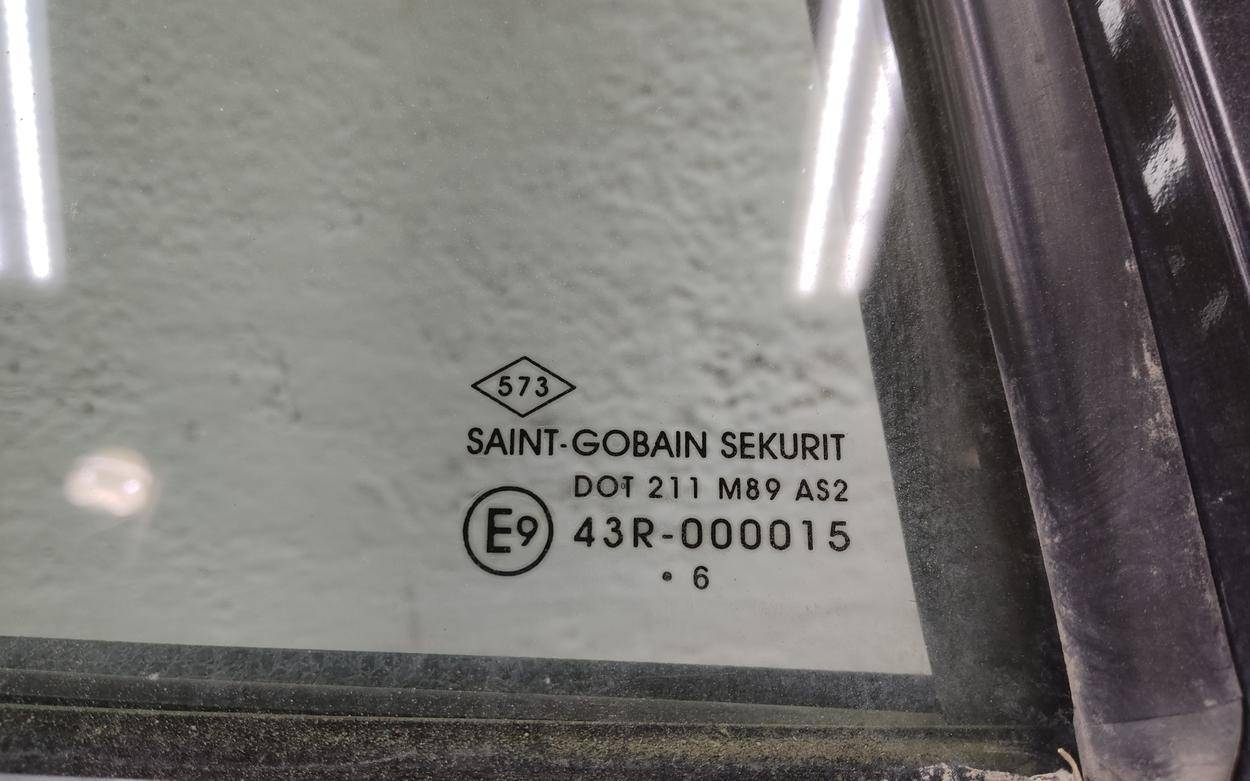 573
SAINT-GOBAIN SEKURIT
DOT 211 M89 AS2
E9 43R-000015
• 6